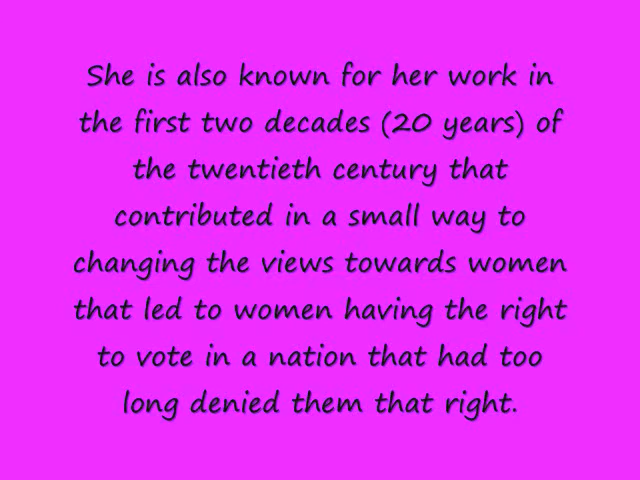 She is also known for her work in
the first two decades (20 years) of
the twentieth century that
contributed in a small way to
changing the views towards women
that led to women having the right
to vote in a nation that had too
long denied them that right.